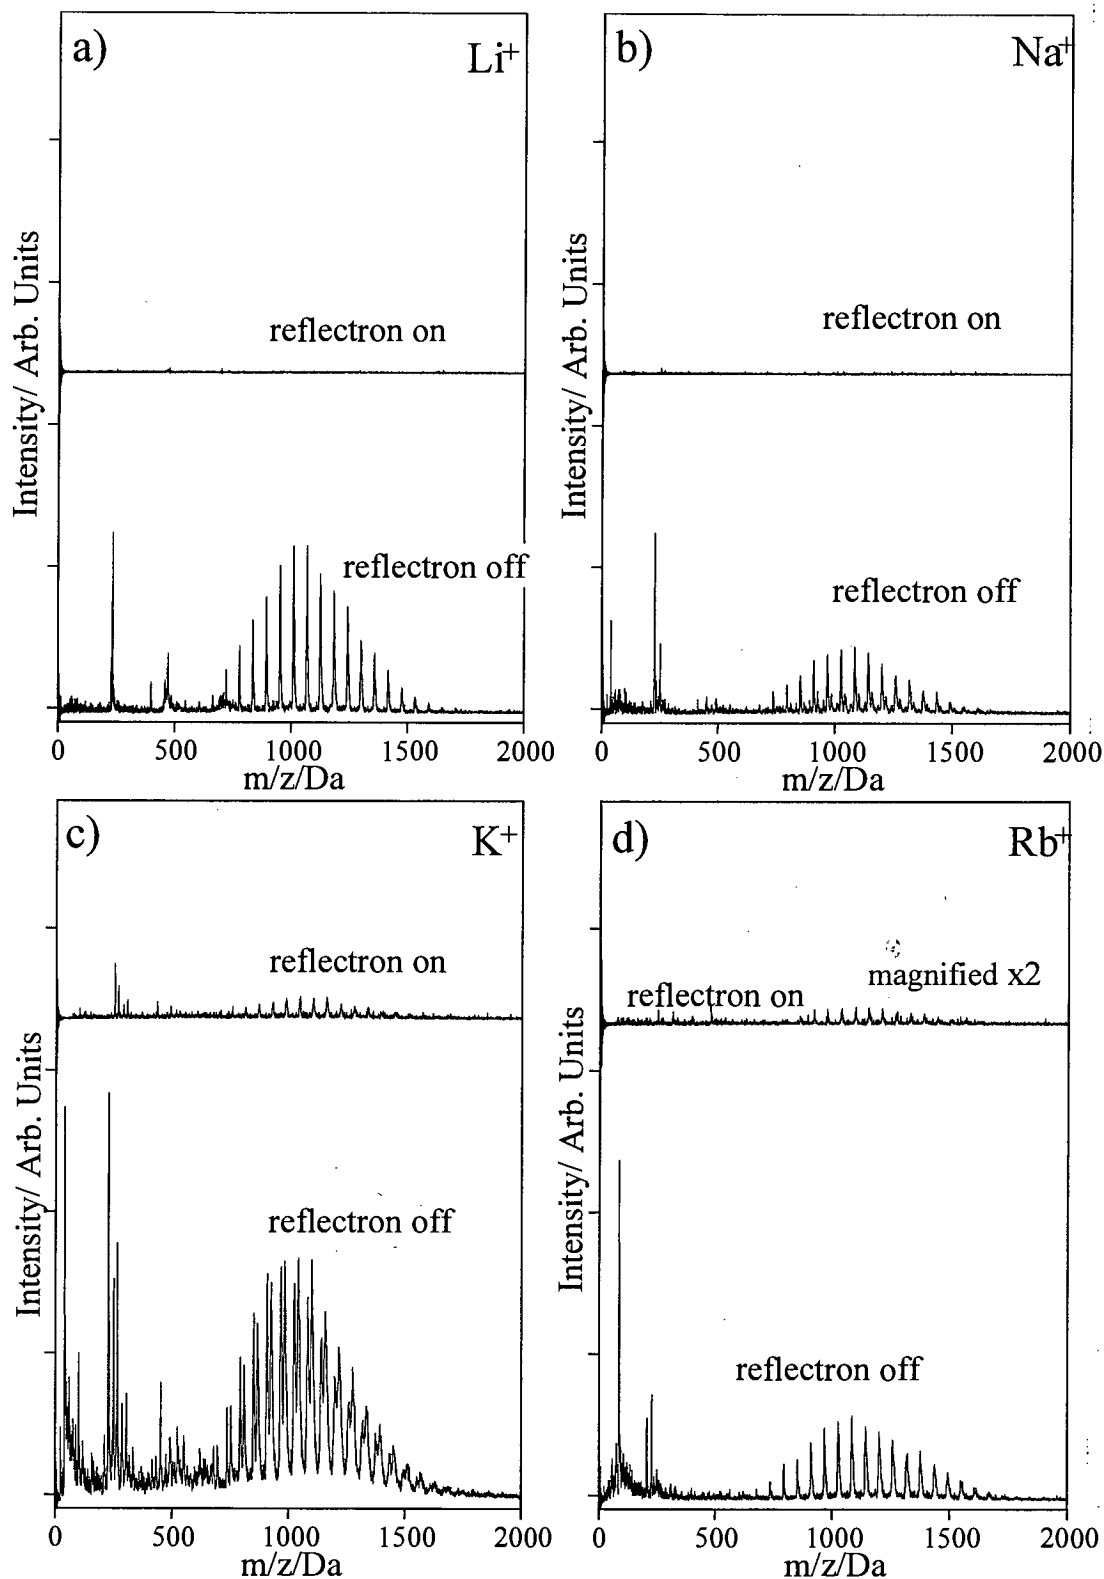 a)
Li+
Intensity/ Arb. Units
reflectron on
reflectron off
0 500 1000 1500 2000
m/z/Da
b)
Na+
Intensity/ Arb. Units
reflectron on
reflectron off
0 500 1000 1500 2000
m/z/Da
c)
K+
Intensity/ Arb. Units
reflectron on
reflectron off
0 500 1000 1500 2000
m/z/Da
d)
Rb+
Intensity/ Arb. Units
magnified x2
reflectron on
reflectron off
0 500 1000 1500 2000
m/z/Da